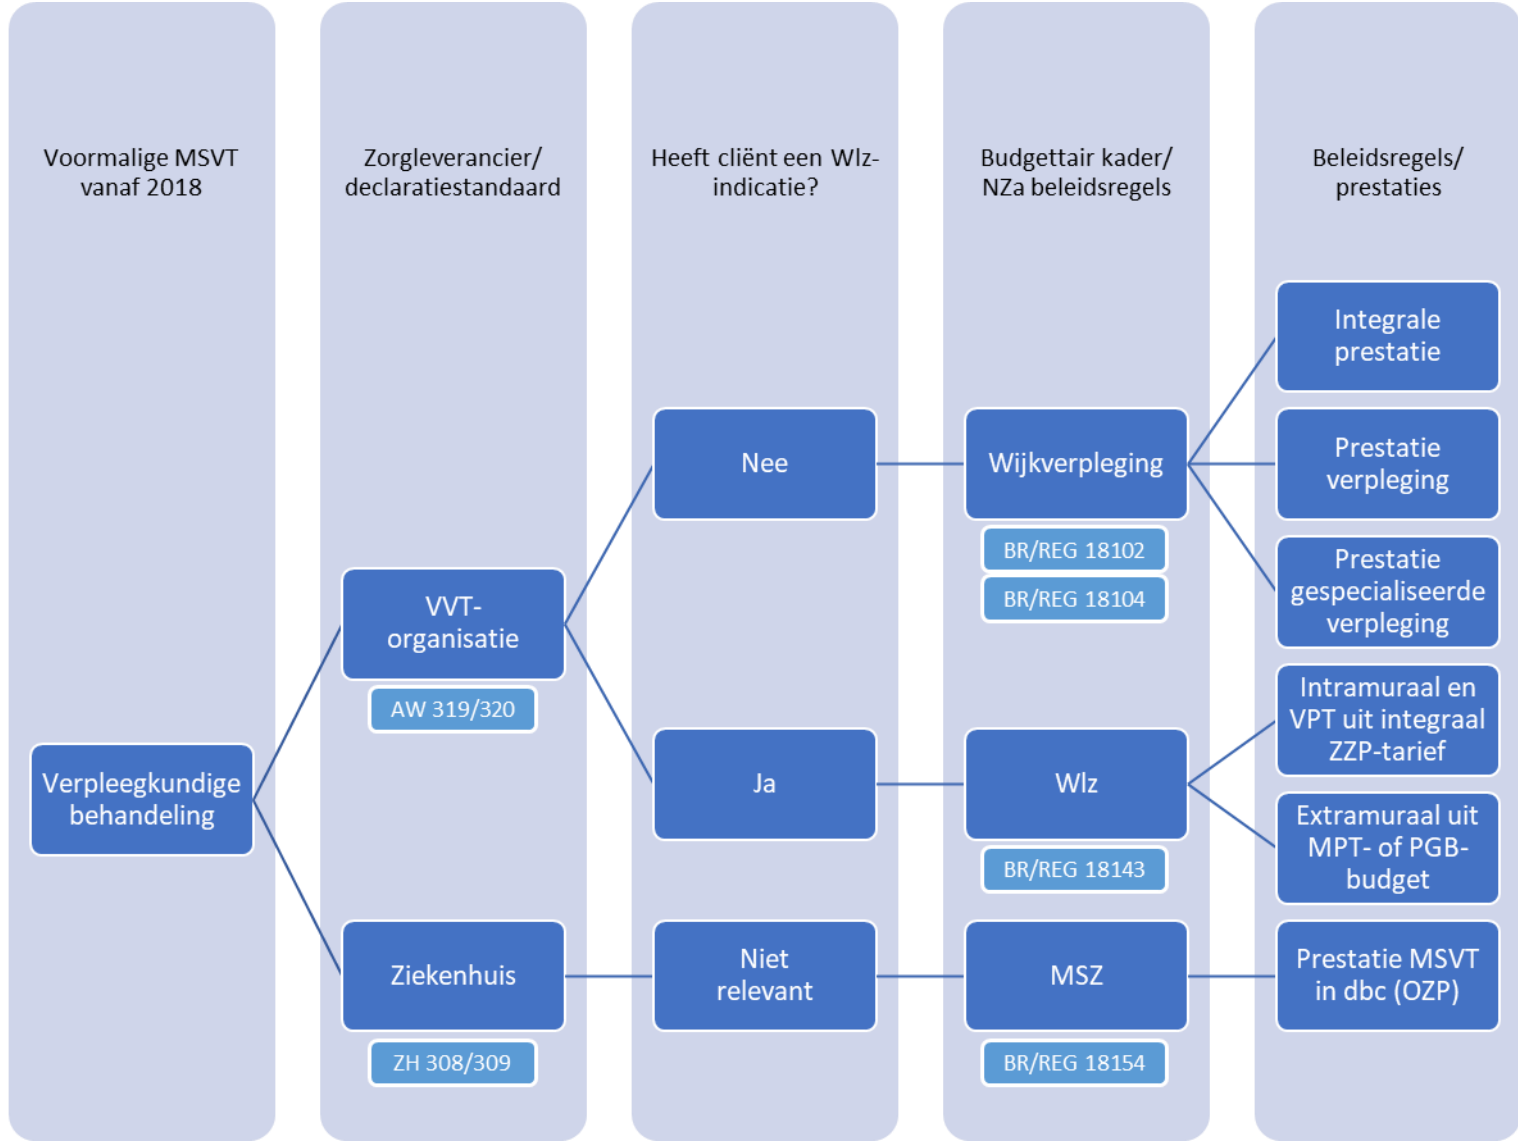 Voormalige MSVT
vanaf 2018
Zorgleverancier/
declaratiestandaard
Heeft cliënt een Wlz-
indicatie?
Budgettair kader/
NZa beleidsregels
Beleidsregels/
prestaties
Verpleegkundige
behandeling
VVT-
organisatie
AW 319/320
Ziekenhuis
ZH 308/309
Nee
Ja
Niet
relevant
Wijkverpleging
BR/REG 18102
BR/REG 18104
Wlz
BR/REG 18143
MSZ
BR/REG 18154
Integrale
prestatie
Prestatie
verpleging
Prestatie
gespecialiseerde
verpleging
Intramuraal en
VPT uit integraal
ZZP-tarief
Extramuraal uit
MPT- of PGB-
budget
Prestatie MSVT
in dbc (OZP)